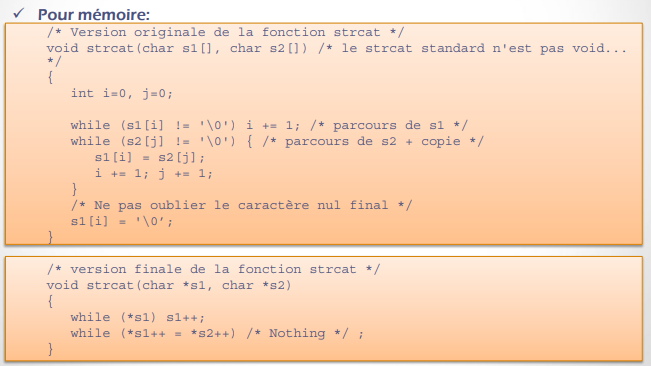 ✓ Pour mémoire:
/* Version originale de la fonction strcat */
void strcat(char s1[], char s2[]) /* le strcat standard n'est pas void...
*/
{
int i=0, j=0;
while (s1[i] != '\0') i += 1; /* parcours de s1 */
while (s2[j] != '\0') { /* parcours de s2 + copie */
s1[i] = s2[j];
i += 1; j += 1;
}
/* Ne pas oublier le caractère nul final */
s1[i] = '\0’;
}
/* version finale de la fonction strcat */
void strcat(char *s1, char *s2)
{
while (*s1) s1++;
while (*s1++ = *s2++) /* Nothing */ ;
}